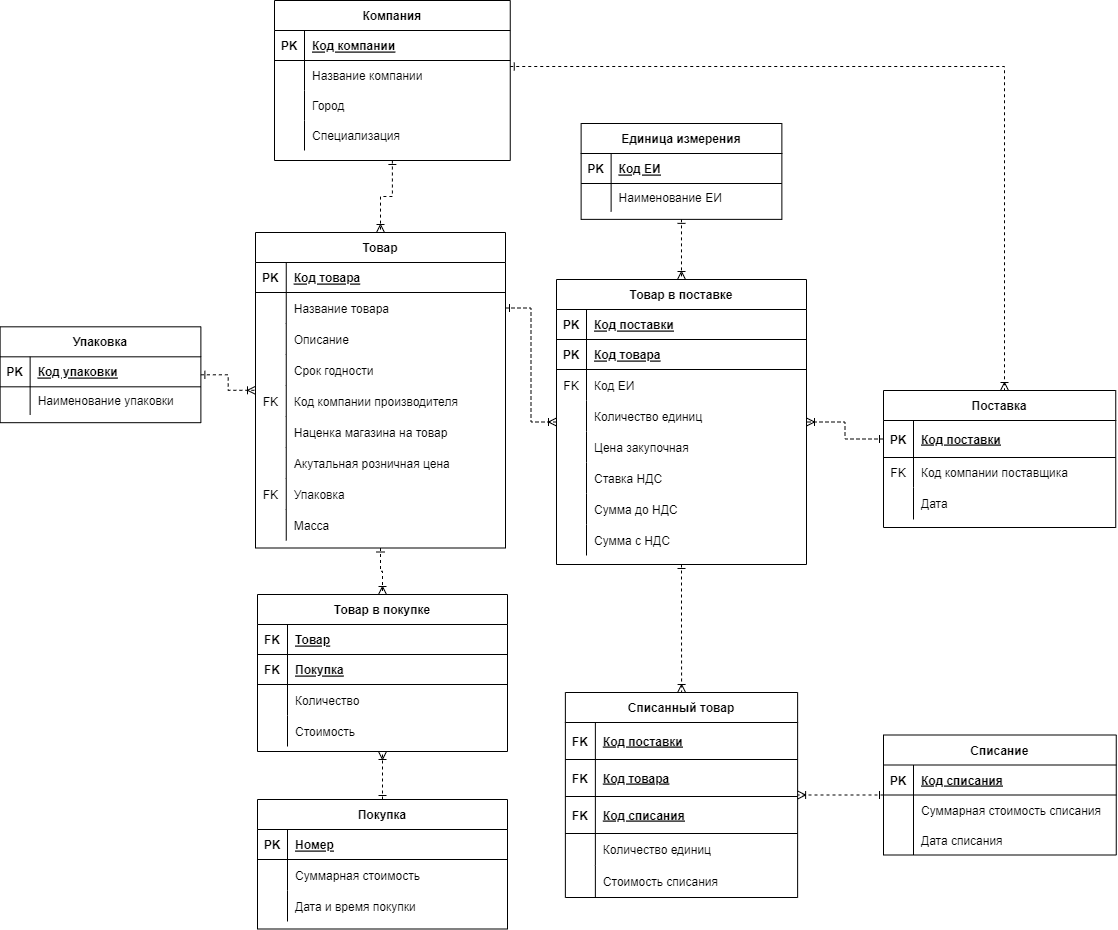 Компания
PK Код компании
Название компании
Город
Специализация
Единица измерения
PK Код ЕИ
Наименование ЕИ
Товар
PK Код товара
Название товара
Описание
Срок годности
FK Код компании производителя
Наценка магазина на товар
Акутальная розничная цена
FK Упаковка
Масса
Упаковка
PK Код упаковки
Наименование упаковки
Товар в поставке
PK Код поставки
PK Код товара
FK Код ЕИ
Количество единиц
Цена закупочная
Ставка НДС
Сумма до НДС
Сумма с НДС
Поставка
PK Код поставки
FK Код компании поставщика
Дата
Товар в покупке
FK Товар
FK Покупка
Количество
Стоимость
Покупка
PK Номер
Суммарная стоимость
Дата и время покупки
Списанный товар
FK Код поставки
FK Код товара
FK Код списания
Количество единиц
Стоимость списания
Списание
PK Код списания
Суммарная стоимость списания
Дата списания